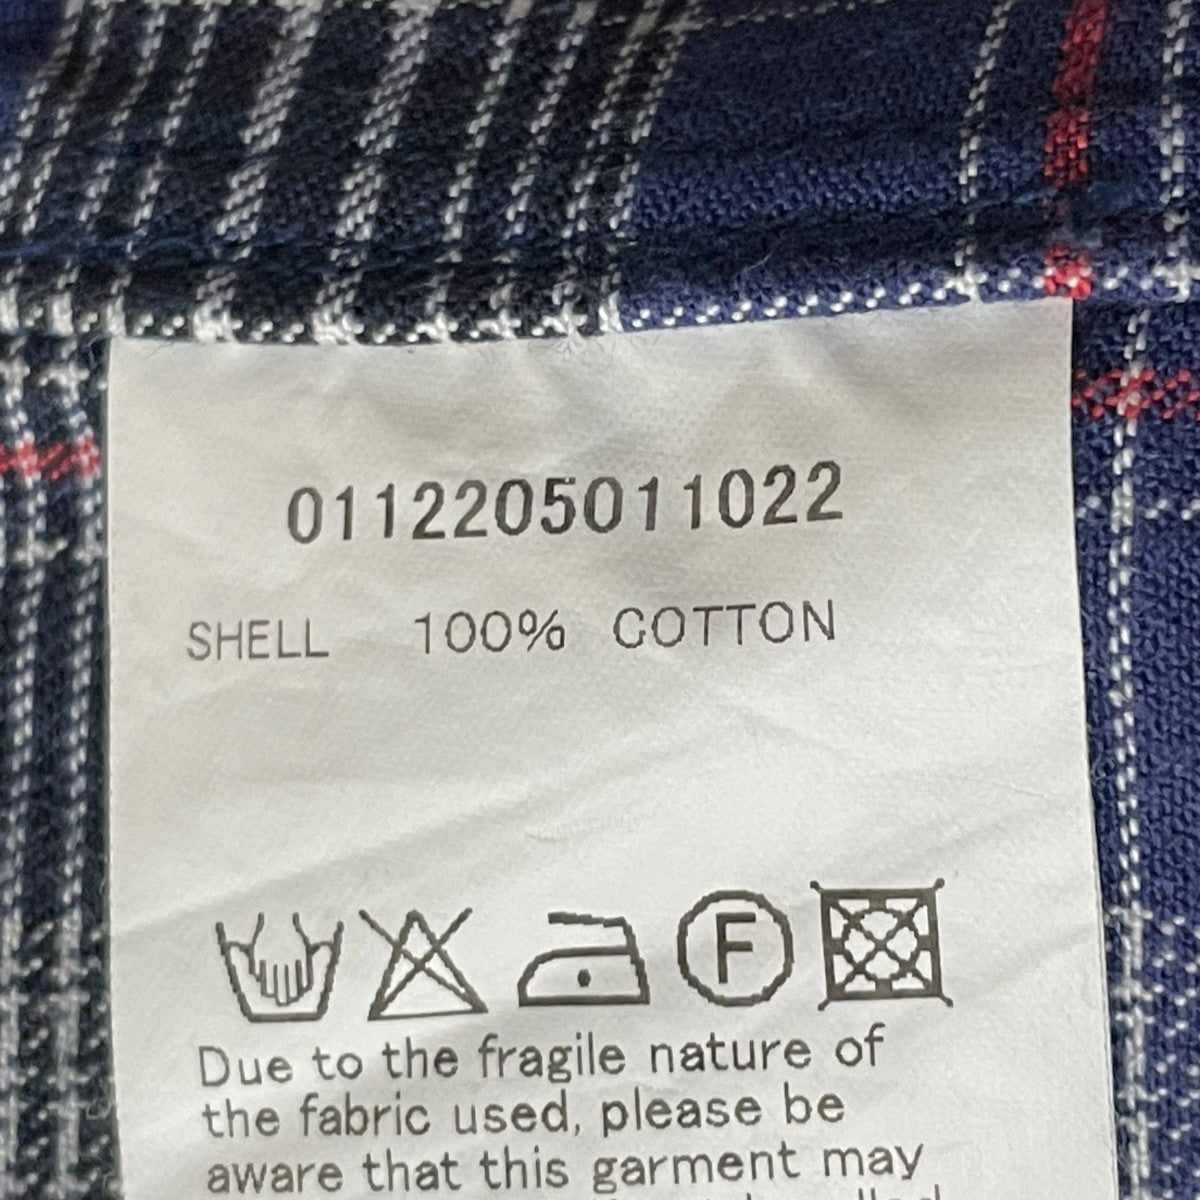 0112205011022
SHELL 100% COTTON
F
Due to the fragile nature of
the fabric used, please be
aware that this garment may